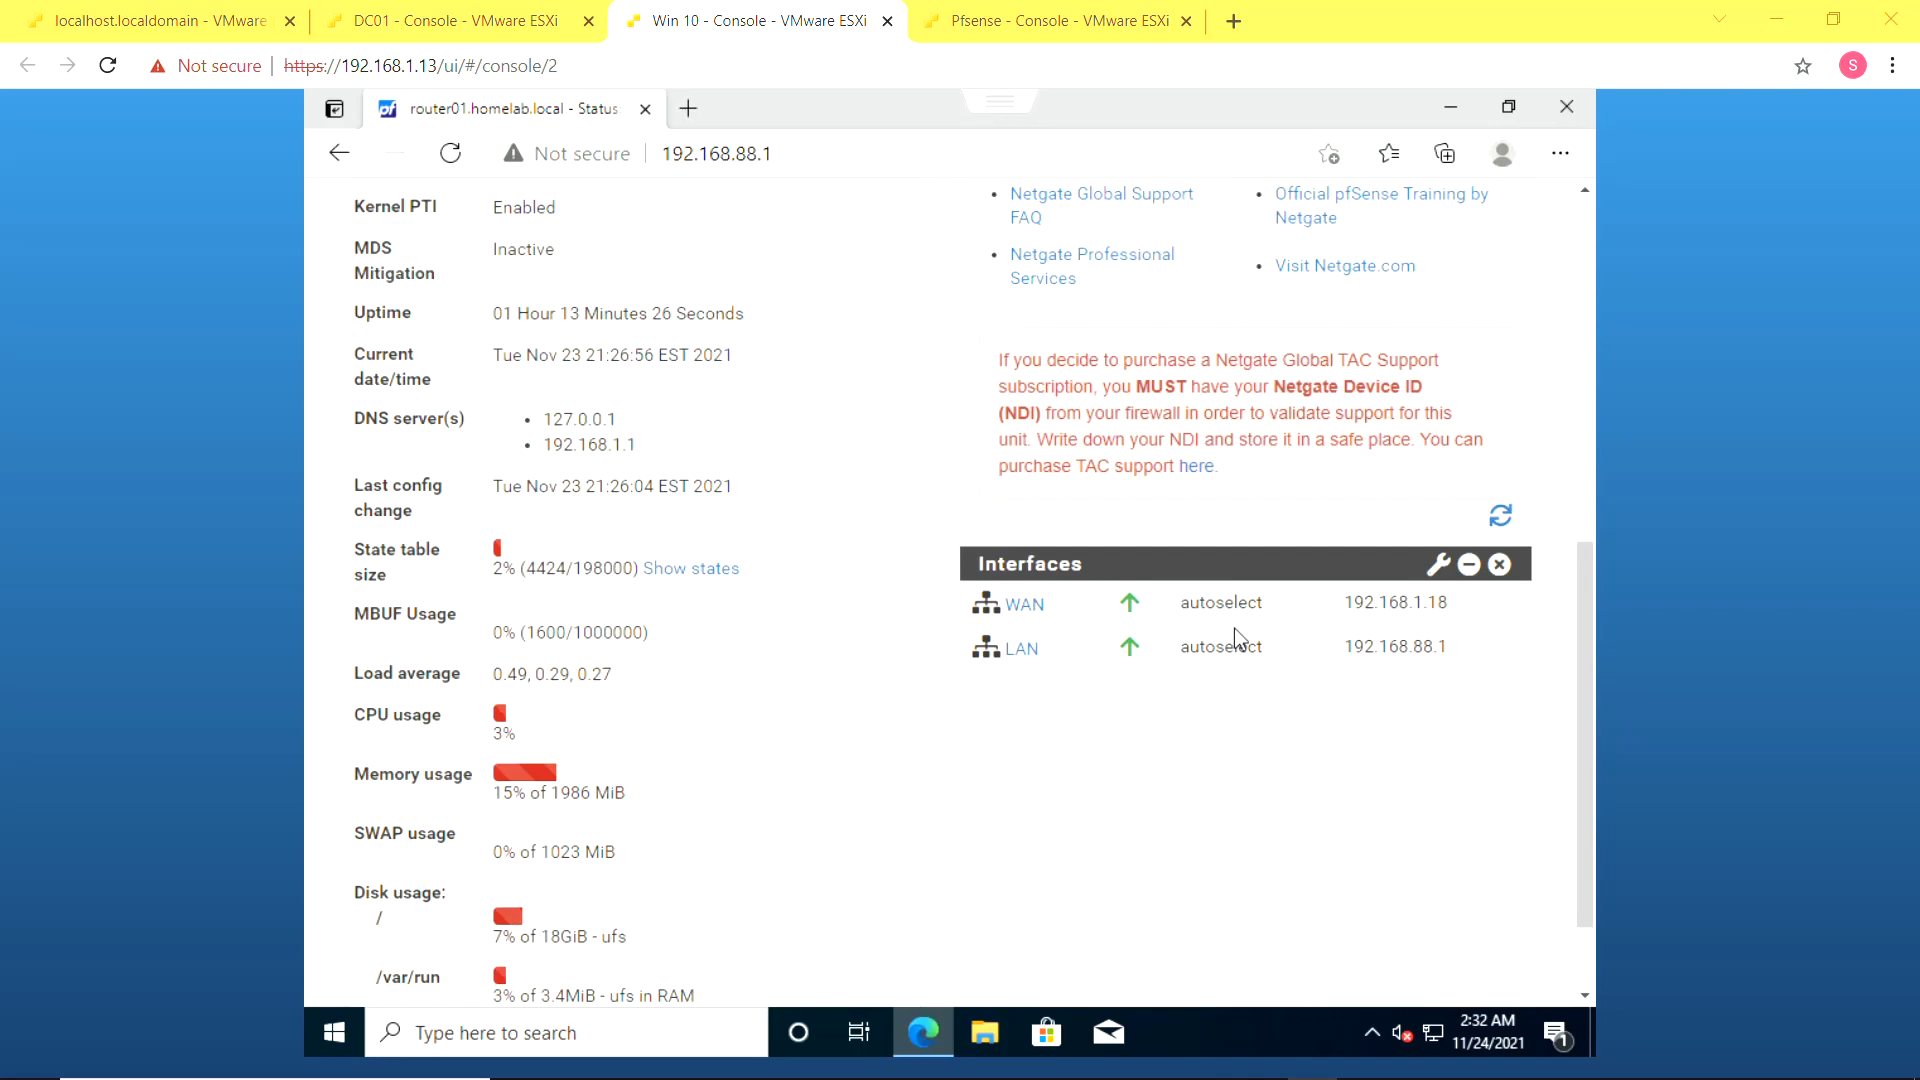 localhost.localdomain - VMware
DC01 - Console - VMware ESXi
Win 10 - Console - VMware ESXi
Pfsense - Console - VMware ESXi
Not secure
https://192.168.1.13/ui/#/console/2
S
router01.homelab.local - Status:
Not secure
192.168.88.1
Kernel PTI
Enabled
MDS
Mitigation
Inactive
Uptime
01 Hour 13 Minutes 26 Seconds
Current
date/time
Tue Nov 23 21:26:56 EST 2021
DNS server(s)
127.0.0.1
192.168.1.1
Last config
change
Tue Nov 23 21:26:04 EST 2021
State table
size
2% (4424/198000) Show states
MBUF Usage
0% (1600/1000000)
Load average
0.49, 0.29, 0.27
CPU usage
3%
Memory usage
15% of 1986 MiB
SWAP usage
0% of 1023 MiB
Disk usage:
/
7% of 18GiB - ufs
/var/run
3% of 3.4MiB - ufs in RAM
Netgate Global Support
FAQ
Netgate Professional
Services
Official pfSense Training by
Netgate
Visit Netgate.com
If you decide to purchase a Netgate Global TAC Support
subscription, you MUST have your Netgate Device ID
(NDI) from your firewall in order to validate support for this
unit. Write down your NDI and store it in a safe place. You can
purchase TAC support here.
Interfaces
WAN
autoselect
192.168.1.18
LAN
autoselect
192.168.88.1
Type here to search
2:32 AM
11/24/2021
1